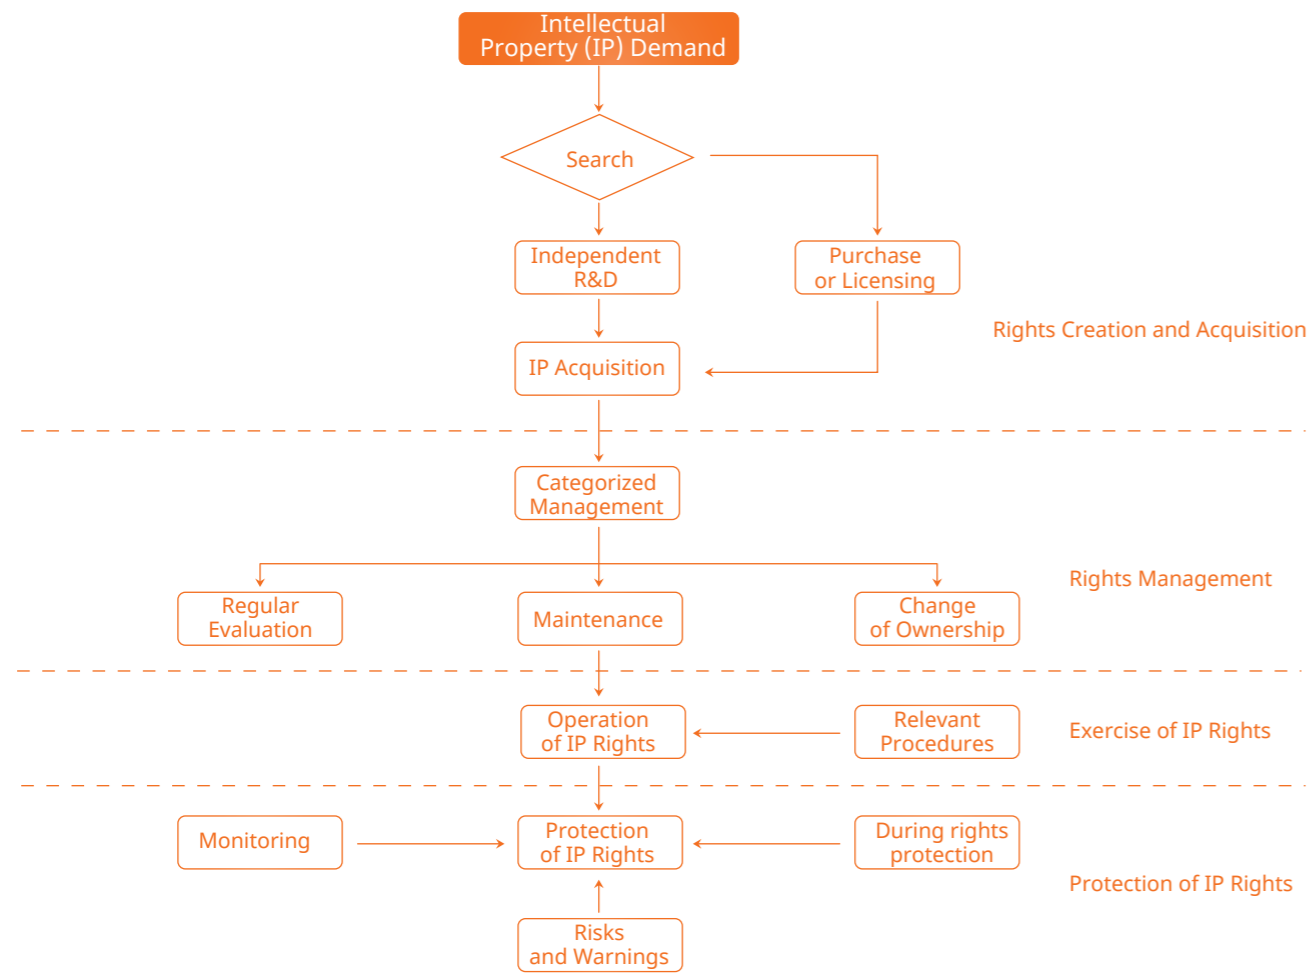 Intellectual
Property (IP) Demand
Search
Independent
R&D
Purchase
or Licensing
Rights Creation and Acquisition
IP Acquisition
Categorized
Management
Rights Management
Regular
Evaluation
Maintenance
Change
of Ownership
Operation
of IP Rights
Relevant
Procedures
Exercise of IP Rights
Monitoring
Protection
of IP Rights
During rights
protection
Protection of IP Rights
Risks
and Warnings